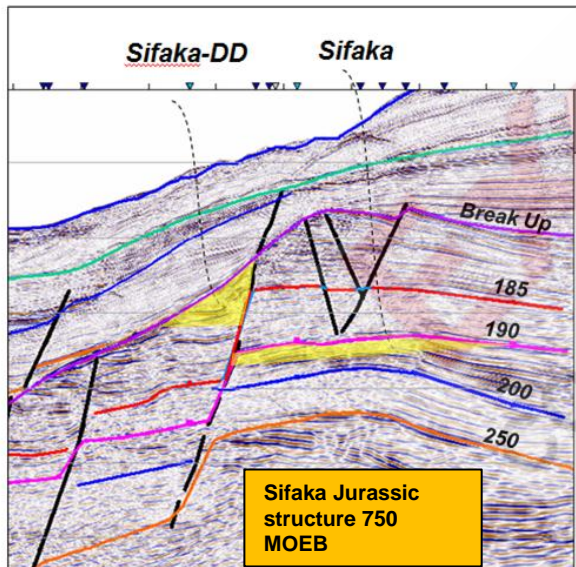 Sifaka-DD
Sifaka
Break Up
185
190
200
250
Sifaka Jurassic
structure 750
MOEB